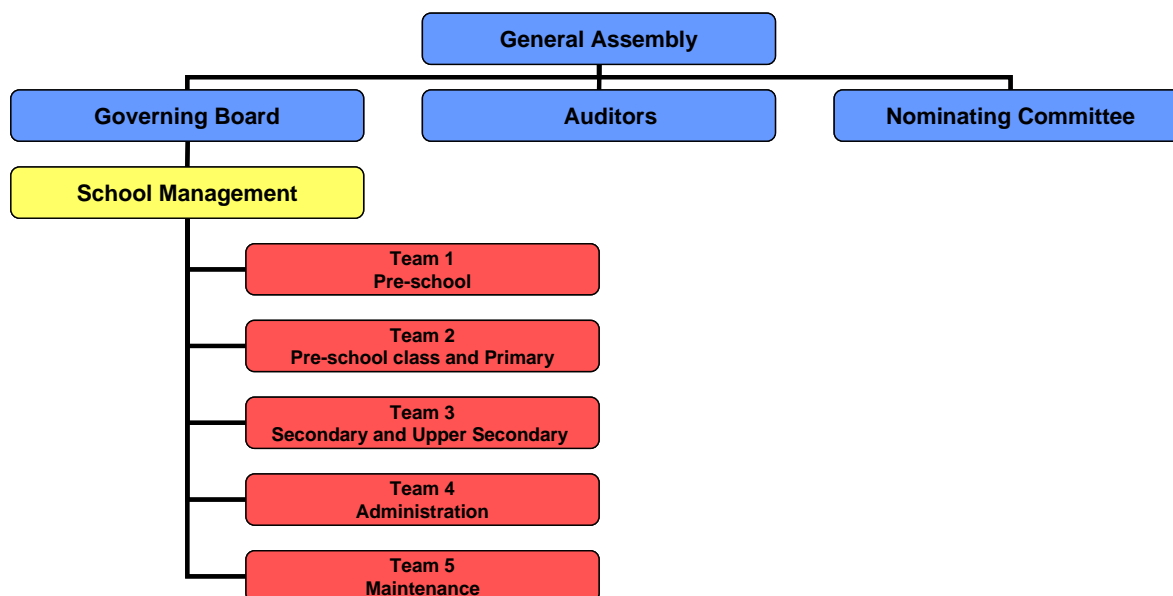 General Assembly
Governing Board
Auditors
Nominating Committee
School Management
Team 1
Pre-school
Team 2
Pre-school class and Primary
Team 3
Secondary and Upper Secondary
Team 4
Administration
Team 5
Maintenance